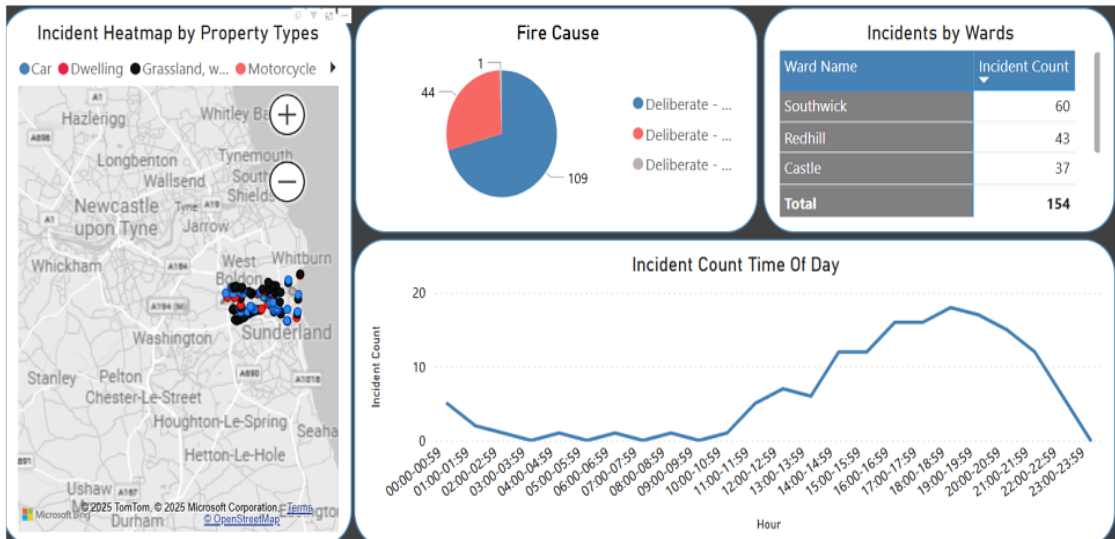 Incident Heatmap by Property Types
Car Dwelling Grassland, w... Motorcycle
A1
Hazlerigg
Whitley Ba
A696
Longbenton
Tynemouth
Wallsend
South
Shields
Newcastle
upon Tyne
Tyne
A19
A1
Jarrow
Whickham
A184
West
Boldon
Whitburn
A194 (M)
Washington
Sunderland
Stanley
Pelton
A690
A1018
Chester-Le-Street
Houghton-Le-Spring
Seaha
A691
Hetton-Le-Hole
Ushaw
A167
Durham
Microsoft Bing
© 2025 TomTom, © 2025 Microsoft Corporation, Terms
© OpenStreetMap
Fire Cause
1
44
109
Deliberate - ...
Deliberate - ...
Deliberate - ...
Incidents by Wards
Ward Name Incident Count
Southwick 60
Redhill 43
Castle 37
Total 154
Incident Count Time Of Day
Incident Count
20
10
0
00:00-00:59
01:00-01:59
02:00-02:59
03:00-03:59
04:00-04:59
05:00-05:59
06:00-06:59
07:00-07:59
08:00-08:59
09:00-09:59
10:00-10:59
11:00-11:59
12:00-12:59
13:00-13:59
14:00-14:59
15:00-15:59
16:00-16:59
17:00-17:59
18:00-18:59
19:00-19:59
20:00-20:59
21:00-21:59
22:00-22:59
23:00-23:59
Hour